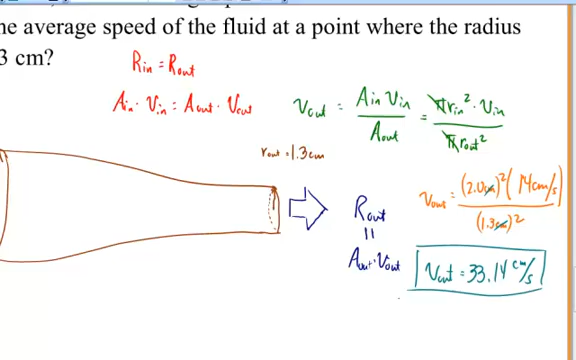 ne average speed of the fluid at a point where the radius
3 cm?
Rin = Rout
Ain · Vin = Aout · Vout
Vout = Ain Vin / Aout = πrin² · Vin / πrout²
rout = 1.3cm
Vout = (2.0cm)² (14cm/s) / (1.3cm)²
Rout
=
Aout · Vout
Vout = 33.14 cm/s